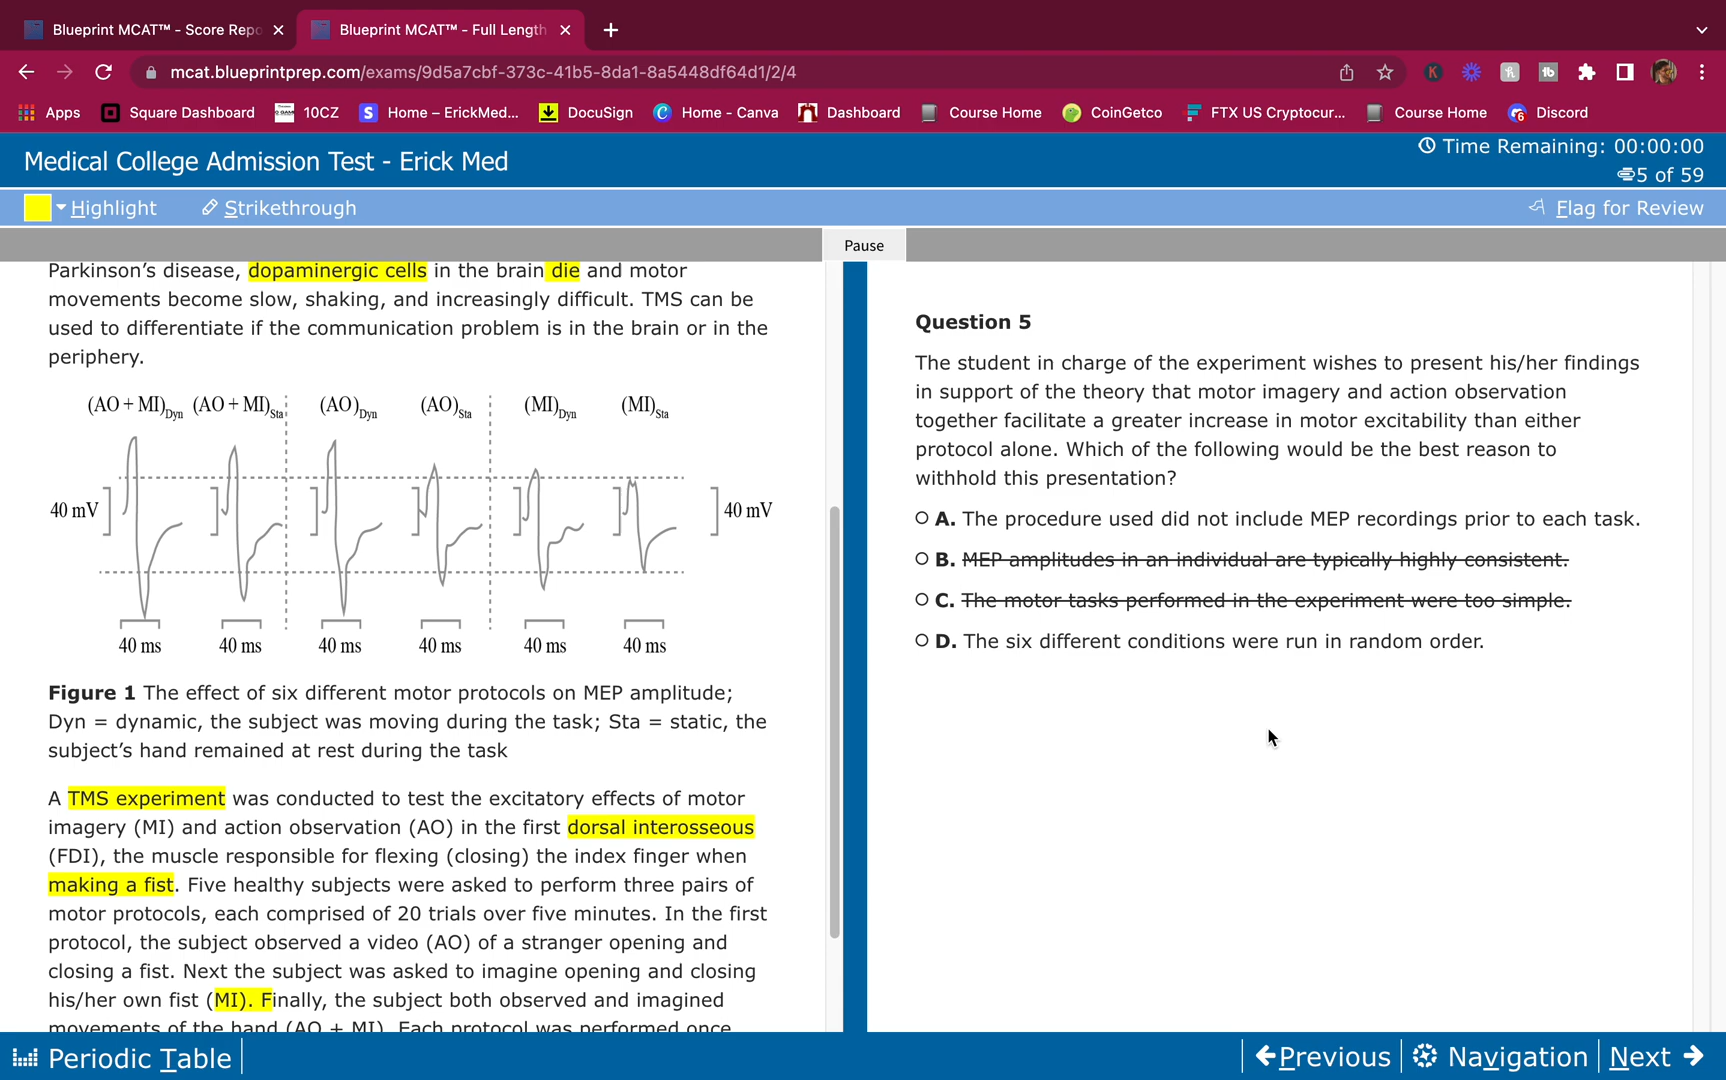 Blueprint MCAT™ - Score Repo
Blueprint MCAT™ - Full Length
mcat.blueprintprep.com/exams/9d5a7cbf-373c-41b5-8da1-8a5448df64d1/2/4
Apps
Square Dashboard
10CZ
Home – ErickMed...
DocuSign
Home - Canva
Dashboard
Course Home
CoinGetco
FTX US Cryptocur...
Course Home
Discord
Medical College Admission Test - Erick Med
Time Remaining: 00:00:00
5 of 59
Highlight
Strikethrough
Flag for Review
Pause
Parkinson's disease, dopaminergic cells in the brain die and motor
movements become slow, shaking, and increasingly difficult. TMS can be
used to differentiate if the communication problem is in the brain or in the
periphery.
(AO + MI)Dyn (AO + MI)Sta (AO)Dyn (AO)Sta (MI)Dyn (MI)Sta
40 mV
40 mV
40 ms 40 ms 40 ms 40 ms 40 ms 40 ms
Figure 1 The effect of six different motor protocols on MEP amplitude;
Dyn = dynamic, the subject was moving during the task; Sta = static, the
subject's hand remained at rest during the task
A TMS experiment was conducted to test the excitatory effects of motor
imagery (MI) and action observation (AO) in the first dorsal interosseous
(FDI), the muscle responsible for flexing (closing) the index finger when
making a fist. Five healthy subjects were asked to perform three pairs of
motor protocols, each comprised of 20 trials over five minutes. In the first
protocol, the subject observed a video (AO) of a stranger opening and
closing a fist. Next the subject was asked to imagine opening and closing
his/her own fist (MI). Finally, the subject both observed and imagined
movements of the hand (AO + MI). Each protocol was performed once
Question 5
The student in charge of the experiment wishes to present his/her findings
in support of the theory that motor imagery and action observation
together facilitate a greater increase in motor excitability than either
protocol alone. Which of the following would be the best reason to
withhold this presentation?
A. The procedure used did not include MEP recordings prior to each task.
B. MEP amplitudes in an individual are typically highly consistent.
C. The motor tasks performed in the experiment were too simple.
D. The six different conditions were run in random order.
Periodic Table
Previous
Navigation
Next